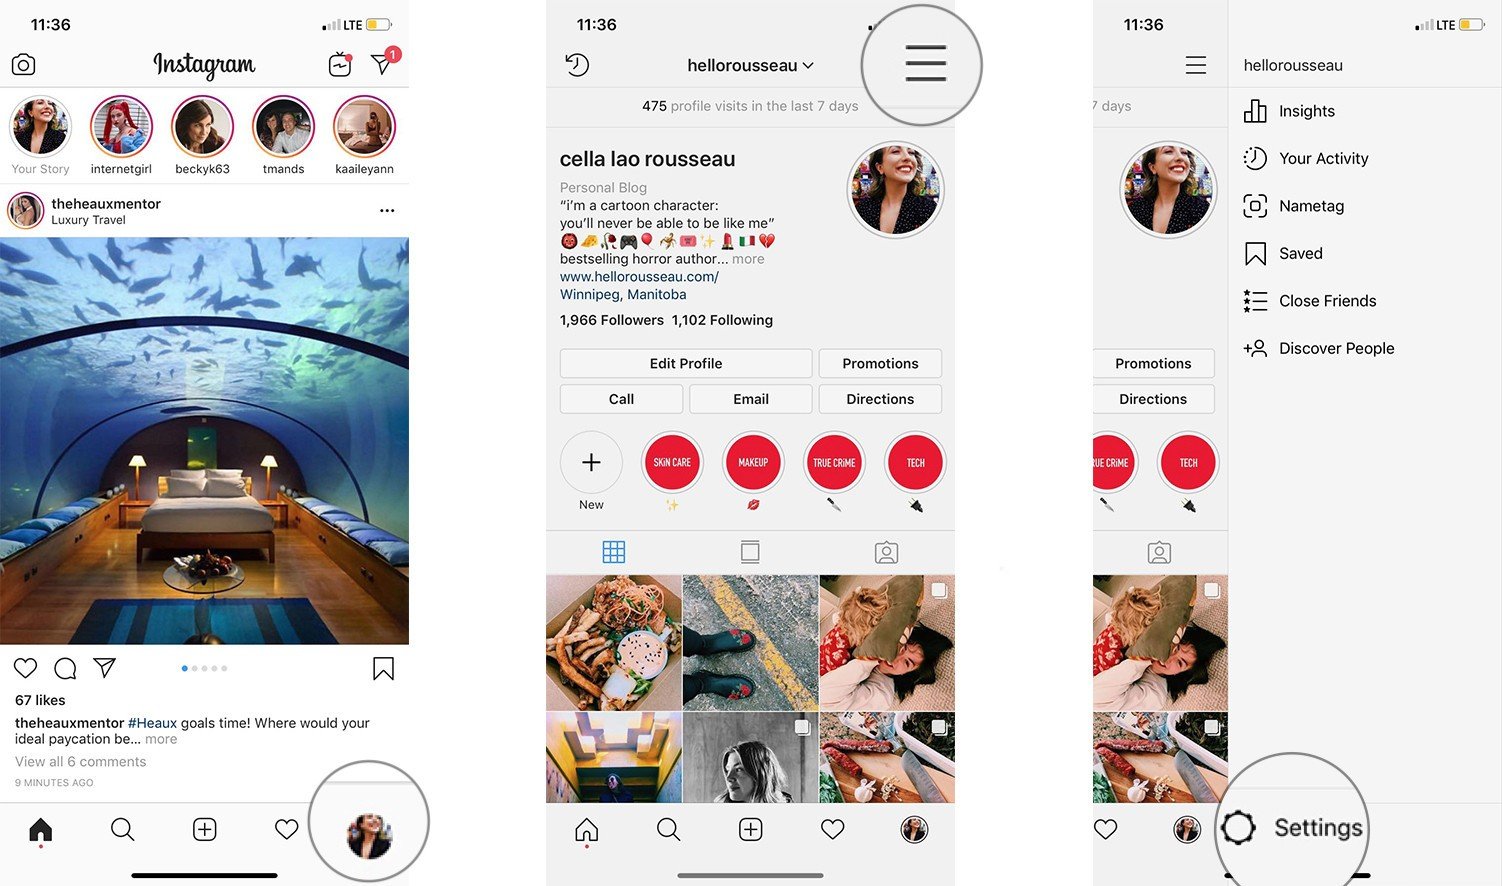 11:36
LTE
Instagram
1
Your Story
internetgirl
beckyk63
tmands
kaaileyann
theheauxmentor
Luxury Travel
67 likes
theheauxmentor #Heaux goals time! Where would your
ideal paycation be... more
View all 6 comments
9 MINUTES AGO
11:36
hellorousseau
475 profile visits in the last 7 days
cella lao rousseau
Personal Blog
“i’m a cartoon character:
you’ll never be able to be like me”
bestselling horror author... more
www.hellorousseau.com/
Winnipeg, Manitoba
1,966 Followers 1,102 Following
Edit Profile
Promotions
Call
Email
Directions
New
SKiN CARE
MAKEUP
TRUE CRiME
TECH
11:36
LTE
7 days
Promotions
Directions
RUE CRiME
TECH
hellorousseau
Insights
Your Activity
Nametag
Saved
Close Friends
Discover People
Settings